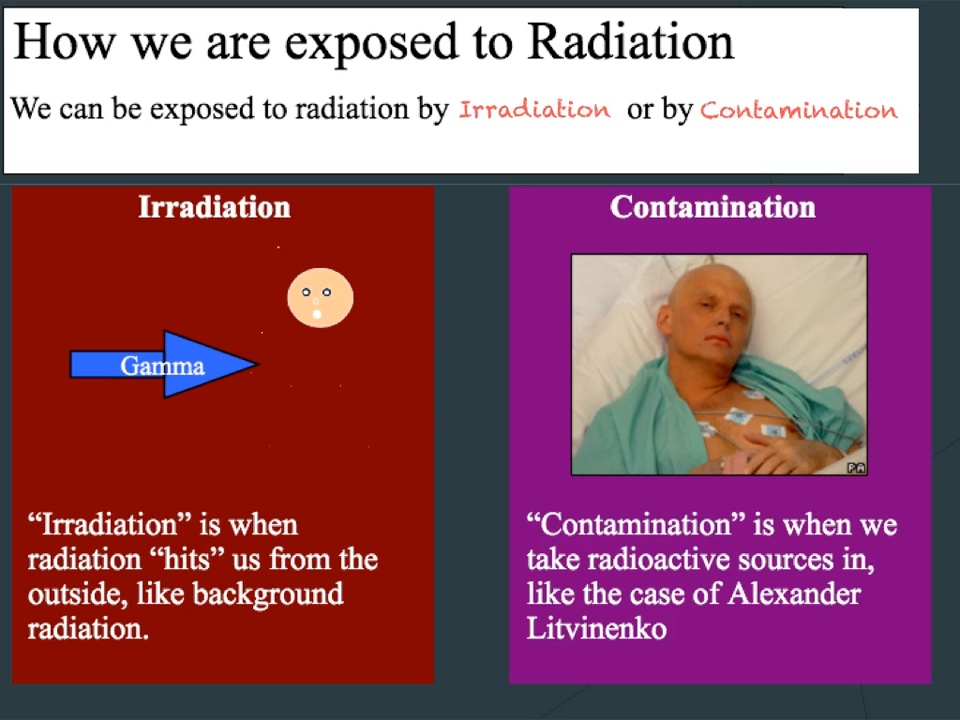 How we are exposed to Radiation
We can be exposed to radiation by Irradiation or by Contamination
Irradiation
Gamma
“Irradiation” is when
radiation “hits” us from the
outside, like background
radiation.
Contamination
PA
“Contamination” is when we
take radioactive sources in,
like the case of Alexander
Litvinenko